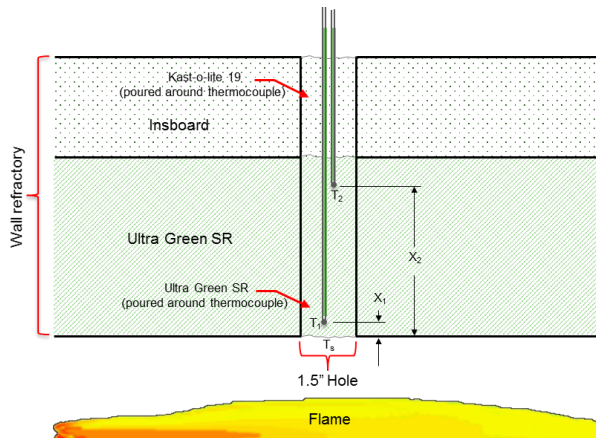 Kast-o-lite 19
(poured around thermocouple)
Insboard
Wall refractory
T2
Ultra Green SR
X2
Ultra Green SR
(poured around thermocouple)
X1
T1
Ts
1.5” Hole
Flame